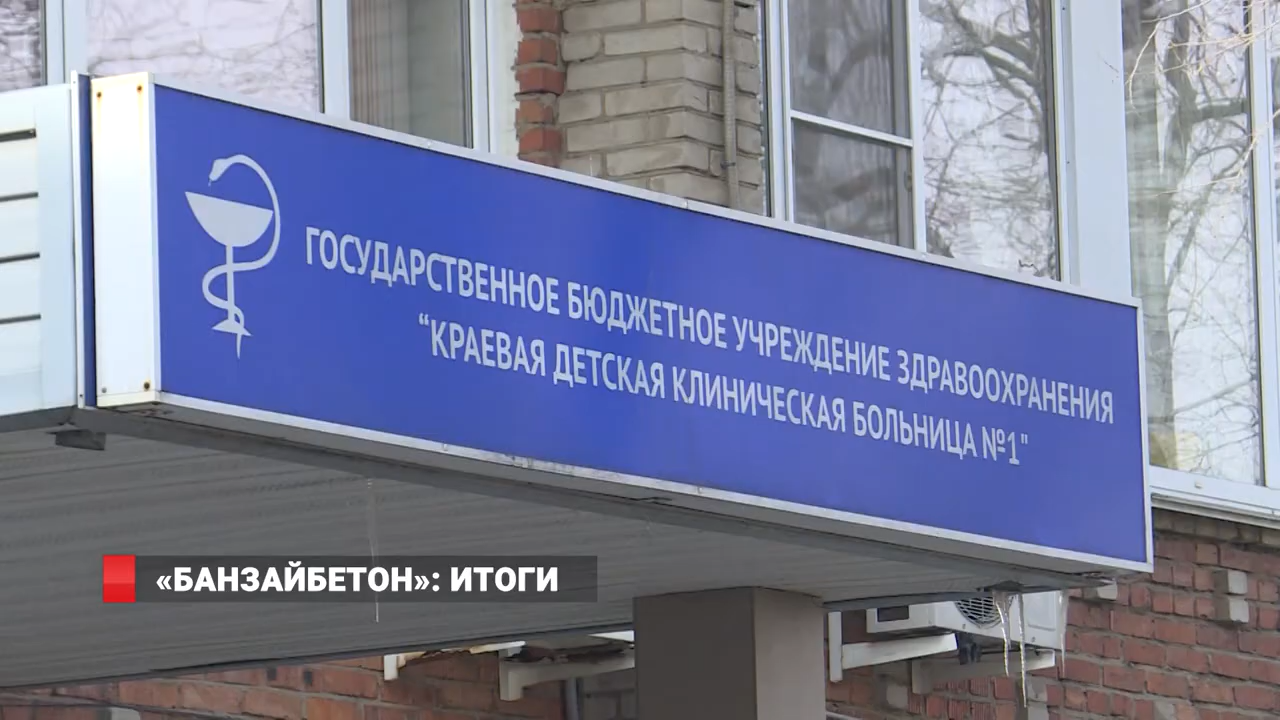 ГОСУДАРСТВЕННОЕ БЮДЖЕТНОЕ УЧРЕЖДЕНИЕ ЗДРАВООХРАНЕНИЯ
“КРАЕВАЯ ДЕТСКАЯ КЛИНИЧЕСКАЯ БОЛЬНИЦА №1"
«БАНЗАЙБЕТОН»: ИТОГИ